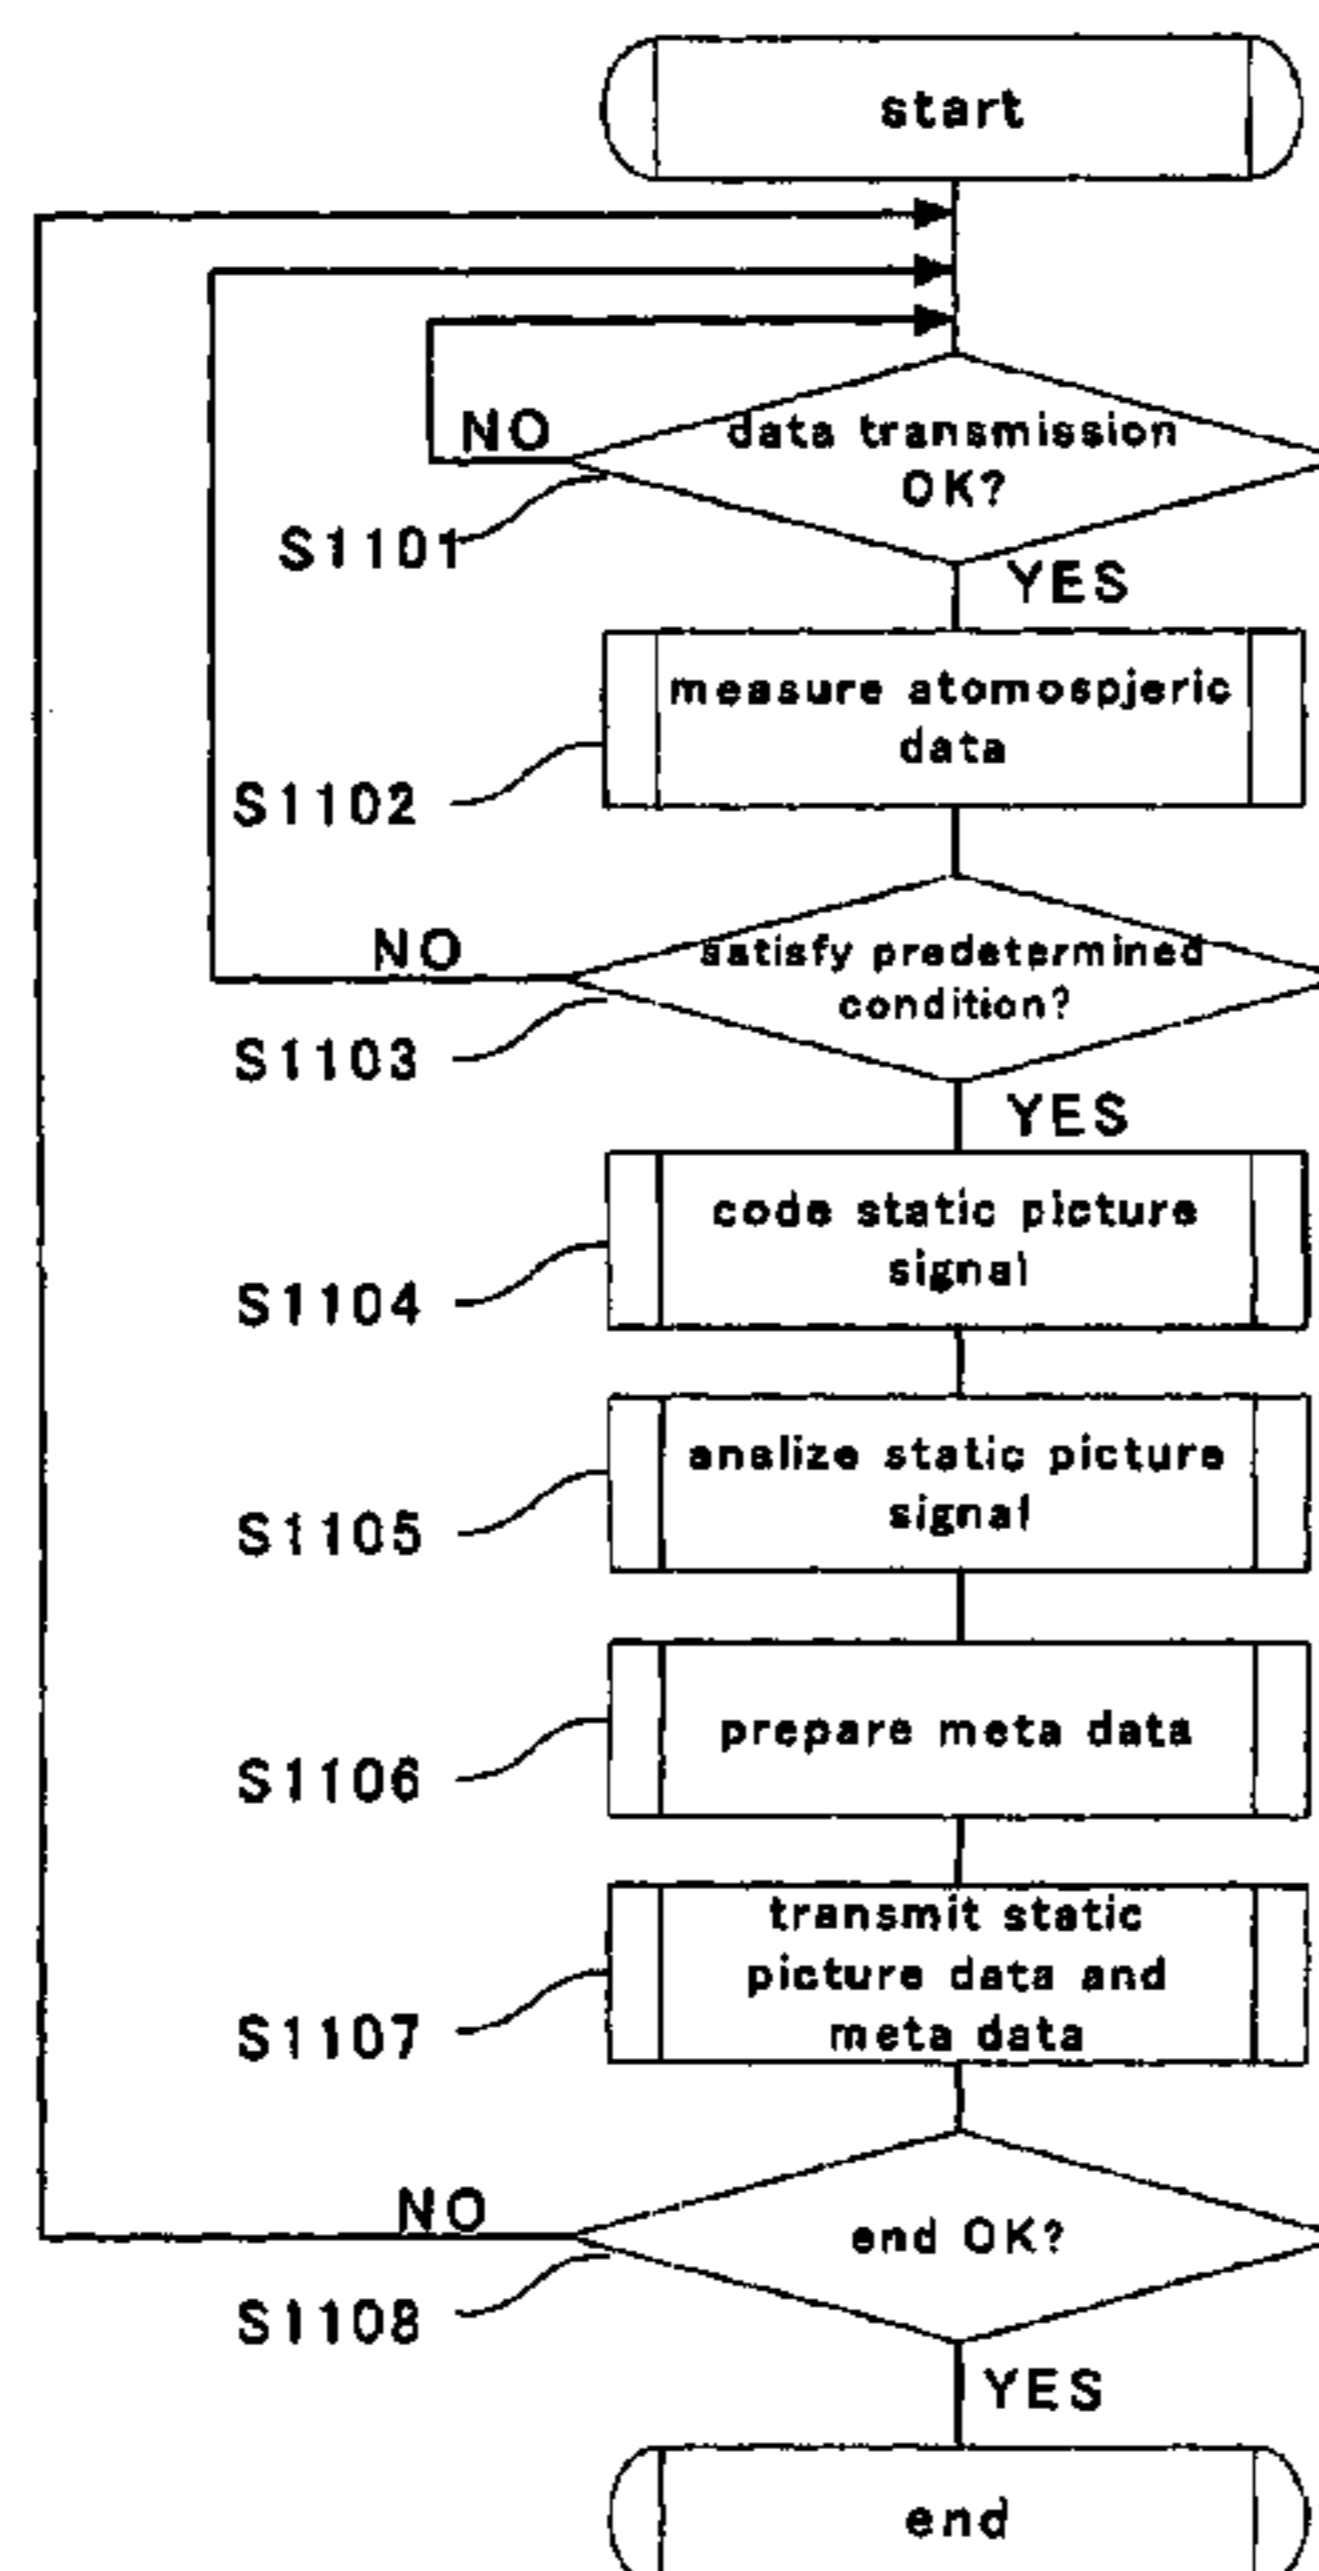 start
NO
data transmission
OK?
S1101
YES
measure atomospjeric
data
S1102
NO
satisfy predetermined
condition?
S1103
YES
code static picture
signal
S1104
analize static picture
signal
S1105
prepare meta data
S1106
transmit static
picture data and
meta data
S1107
NO
end OK?
S1108
YES
end